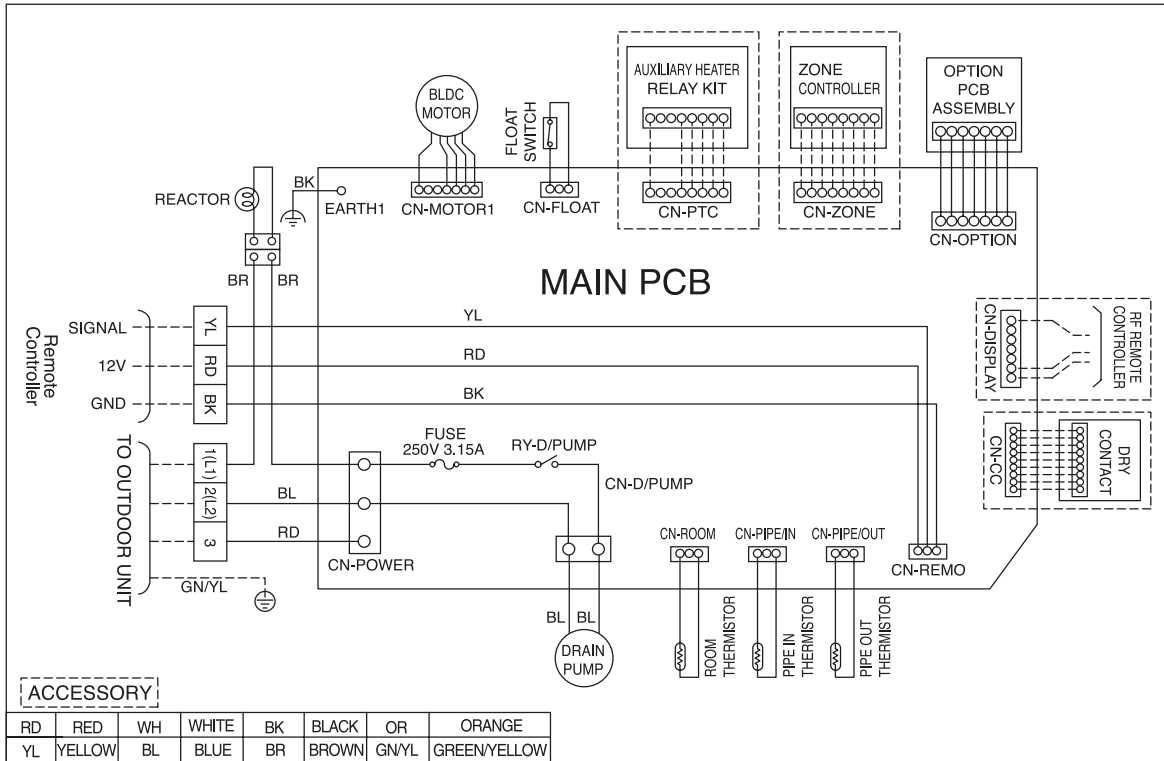 BLDC
MOTOR
FLOAT
SWITCH
AUXILIARY HEATER
RELAY KIT
ZONE
CONTROLLER
OPTION
PCB
ASSEMBLY
REACTOR
BK
EARTH1
CN-MOTOR1
CN-FLOAT
CN-PTC
CN-ZONE
CN-OPTION
BR
BR
MAIN PCB
Remote
Controller
SIGNAL
YL
YL
12V
RD
RD
GND
BK
BK
CN-DISPLAY
RF REMOTE
CONTROLLER
CN-CC
DRY
CONTACT
TO OUTDOOR UNIT
1(L1)
2(L2)
3
BL
RD
GN/YL
CN-POWER
FUSE
250V 3.15A
RY-D/PUMP
CN-D/PUMP
BL
BL
DRAIN
PUMP
CN-ROOM
CN-PIPE/IN
CN-PIPE/OUT
CN-REMO
ROOM
THERMISTOR
PIPE IN
THERMISTOR
PIPE OUT
THERMISTOR
ACCESSORY
RD RED WH WHITE BK BLACK OR ORANGE
YL YELLOW BL BLUE BR BROWN GN/YL GREEN/YELLOW